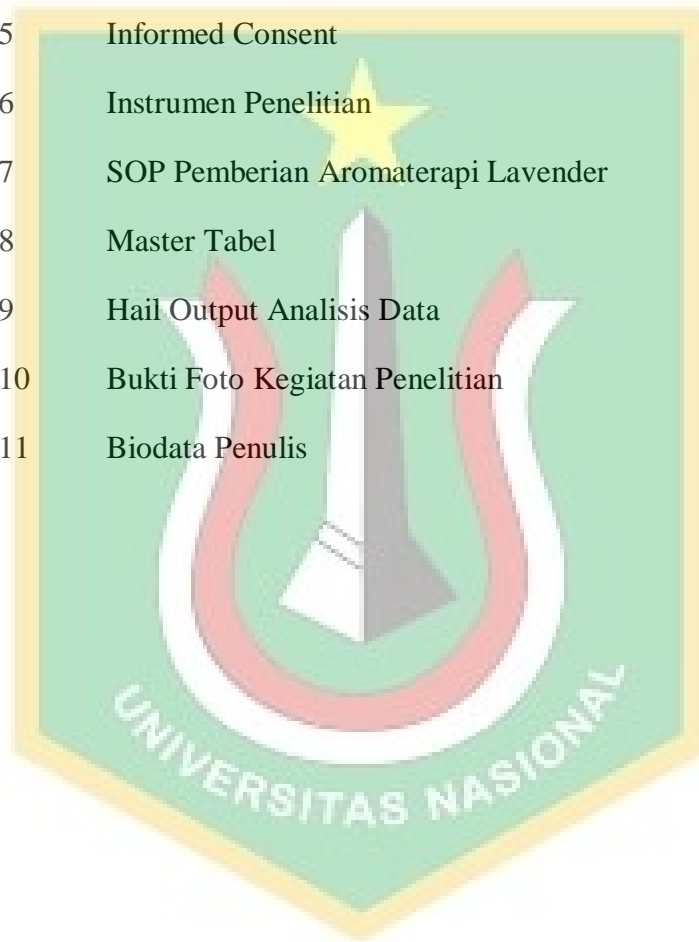 5 Informed Consent
6 Instrumen Penelitian
7 SOP Pemberian Aromaterapi Lavender
8 Master Tabel
9 Hail Output Analisis Data
10 Bukti Foto Kegiatan Penelitian
11 Biodata Penulis
UNIVERSITAS NASIONAL